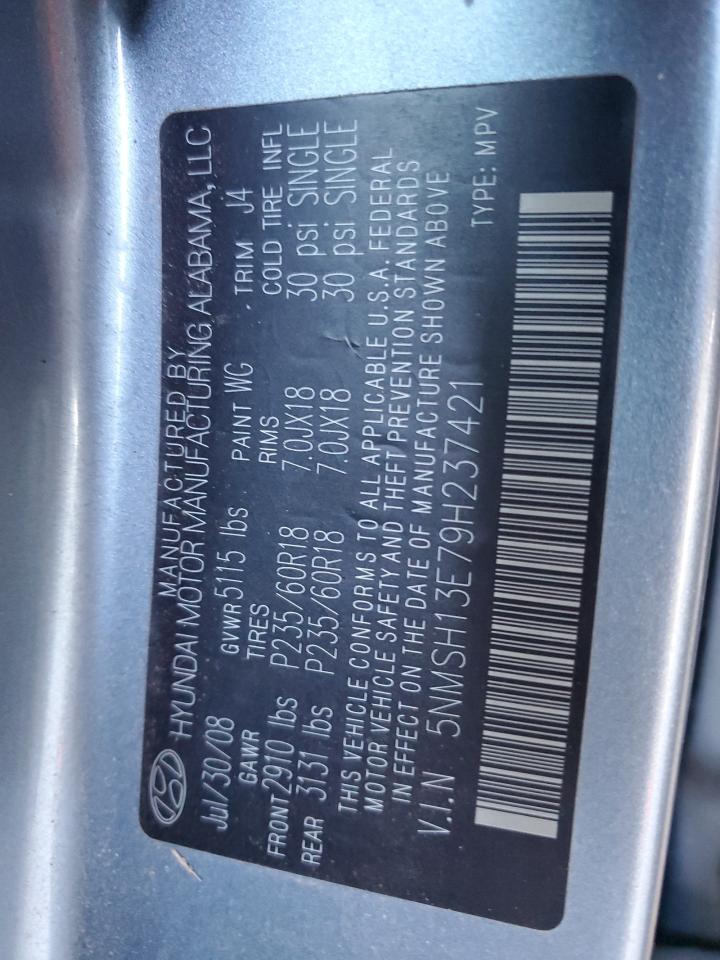 MANUFACTURED BY
HYUNDAI MOTOR MANUFACTURING ALABAMA, LLC
Jul/30/08 GVWR 5115 lbs PAINT WG TRIM J4
GAWR TIRES RIMS COLD TIRE INFL
FRONT 2910 lbs P235/60R18 7.0JX18 30 psi SINGLE
REAR 3131 lbs P235/60R18 7.0JX18 30 psi SINGLE
THIS VEHICLE CONFORMS TO ALL APPLICABLE U.S.A. FEDERAL
MOTOR VEHICLE SAFETY AND THEFT PREVENTION STANDARDS
IN EFFECT ON THE DATE OF MANUFACTURE SHOWN ABOVE
V.I.N 5NMSH13E79H237421 TYPE: MPV